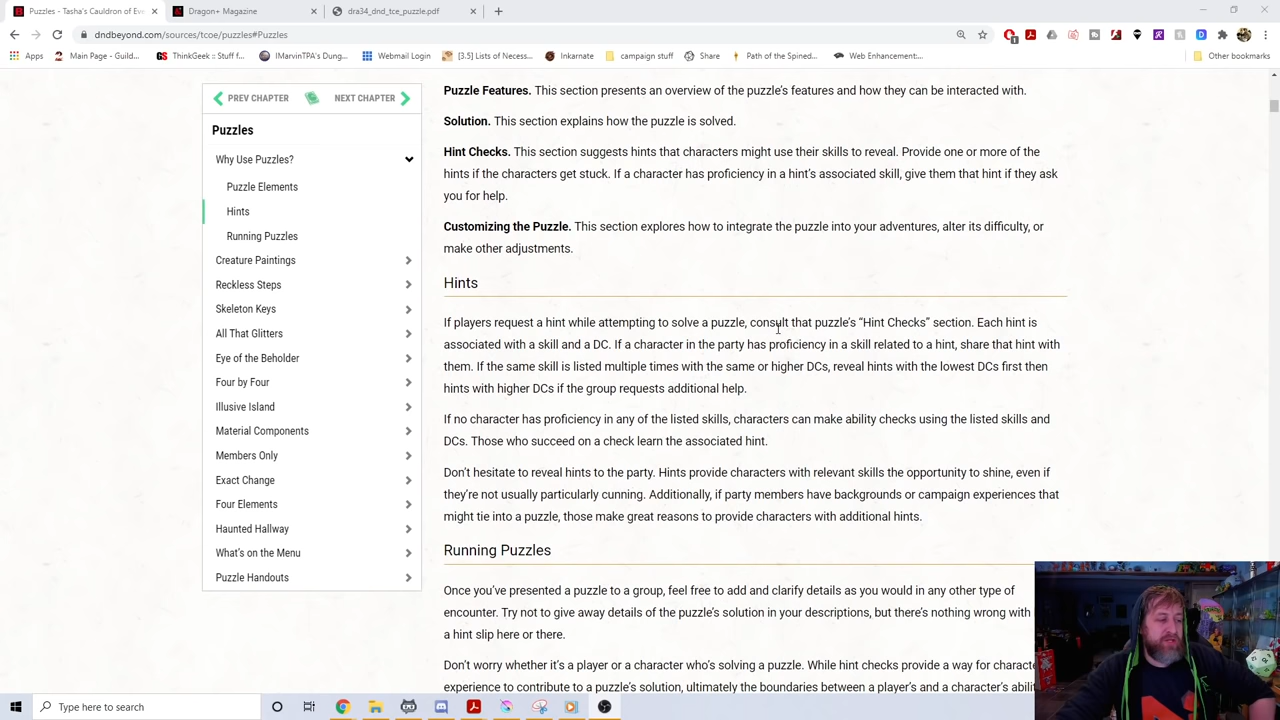 Puzzles - Tasha's Cauldron of Eve
Dragon+ Magazine
dra34_dnd_tce_puzzle.pdf
dndbeyond.com/sources/tcoe/puzzles#Puzzles
Apps
Main Page - Guild...
ThinkGeek :: Stuff f...
IMarvinTPA's Dung...
Webmail Login
[3.5] Lists of Necess...
Inkarnate
campaign stuff
Share
Path of the Spined...
Web Enhancement:...
Other bookmarks
PREV CHAPTER
NEXT CHAPTER
Puzzles
Why Use Puzzles?
Puzzle Elements
Hints
Running Puzzles
Creature Paintings
Reckless Steps
Skeleton Keys
All That Glitters
Eye of the Beholder
Four by Four
Illusive Island
Material Components
Members Only
Exact Change
Four Elements
Haunted Hallway
What's on the Menu
Puzzle Handouts
Puzzle Features. This section presents an overview of the puzzle's features and how they can be interacted with.
Solution. This section explains how the puzzle is solved.
Hint Checks. This section suggests hints that characters might use their skills to reveal. Provide one or more of the
hints if the characters get stuck. If a character has proficiency in a hint's associated skill, give them that hint if they ask
you for help.
Customizing the Puzzle. This section explores how to integrate the puzzle into your adventures, alter its difficulty, or
make other adjustments.
Hints
If players request a hint while attempting to solve a puzzle, consult that puzzle's “Hint Checks” section. Each hint is
associated with a skill and a DC. If a character in the party has proficiency in a skill related to a hint, share that hint with
them. If the same skill is listed multiple times with the same or higher DCs, reveal hints with the lowest DCs first then
hints with higher DCs if the group requests additional help.
If no character has proficiency in any of the listed skills, characters can make ability checks using the listed skills and
DCs. Those who succeed on a check learn the associated hint.
Don't hesitate to reveal hints to the party. Hints provide characters with relevant skills the opportunity to shine, even if
they're not usually particularly cunning. Additionally, if party members have backgrounds or campaign experiences that
might tie into a puzzle, those make great reasons to provide characters with additional hints.
Running Puzzles
Once you've presented a puzzle to a group, feel free to add and clarify details as you would in any other type of
encounter. Try not to give away details of the puzzle's solution in your descriptions, but there's nothing wrong with
a hint slip here or there.
Don't worry whether it's a player or a character who's solving a puzzle. While hint checks provide a way for characte
experience to contribute to a puzzle's solution, ultimately the boundaries between a player's and a character's abilit
Type here to search